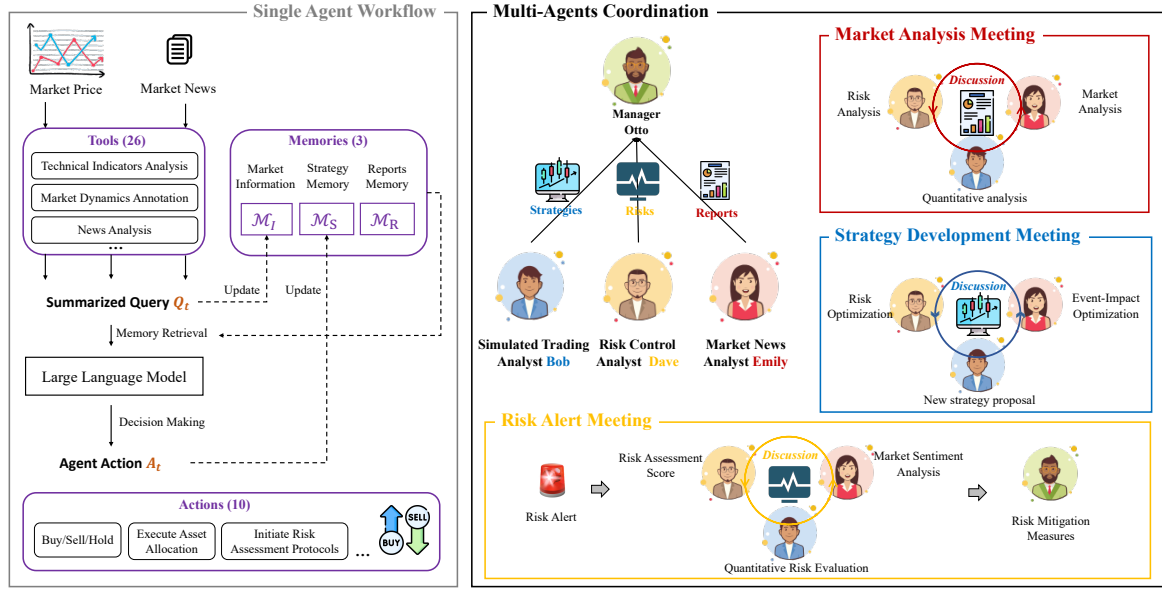 Single Agent Workflow
Market Price
Market News
Tools (26)
Technical Indicators Analysis
Market Dynamics Annotation
News Analysis
...
Memories (3)
Market
Information
Strategy
Memory
Reports
Memory
M_I
M_S
M_R
Summarized Query Q_t
Update
Update
Memory Retrieval
Large Language Model
Decision Making
Agent Action A_t
Actions (10)
Buy/Sell/Hold
Execute Asset
Allocation
Initiate Risk
Assessment Protocols
...
BUY
SELL
Multi-Agents Coordination
Manager
Otto
Strategies
Risks
Reports
Simulated Trading
Analyst Bob
Risk Control
Analyst Dave
Market News
Analyst Emily
Market Analysis Meeting
Risk
Analysis
Discussion
Market
Analysis
Quantitative analysis
Strategy Development Meeting
Risk
Optimization
Discussion
Event-Impact
Optimization
New strategy proposal
Risk Alert Meeting
Risk Alert
Risk Assessment
Score
Discussion
Market Sentiment
Analysis
Quantitative Risk Evaluation
Risk Mitigation
Measures